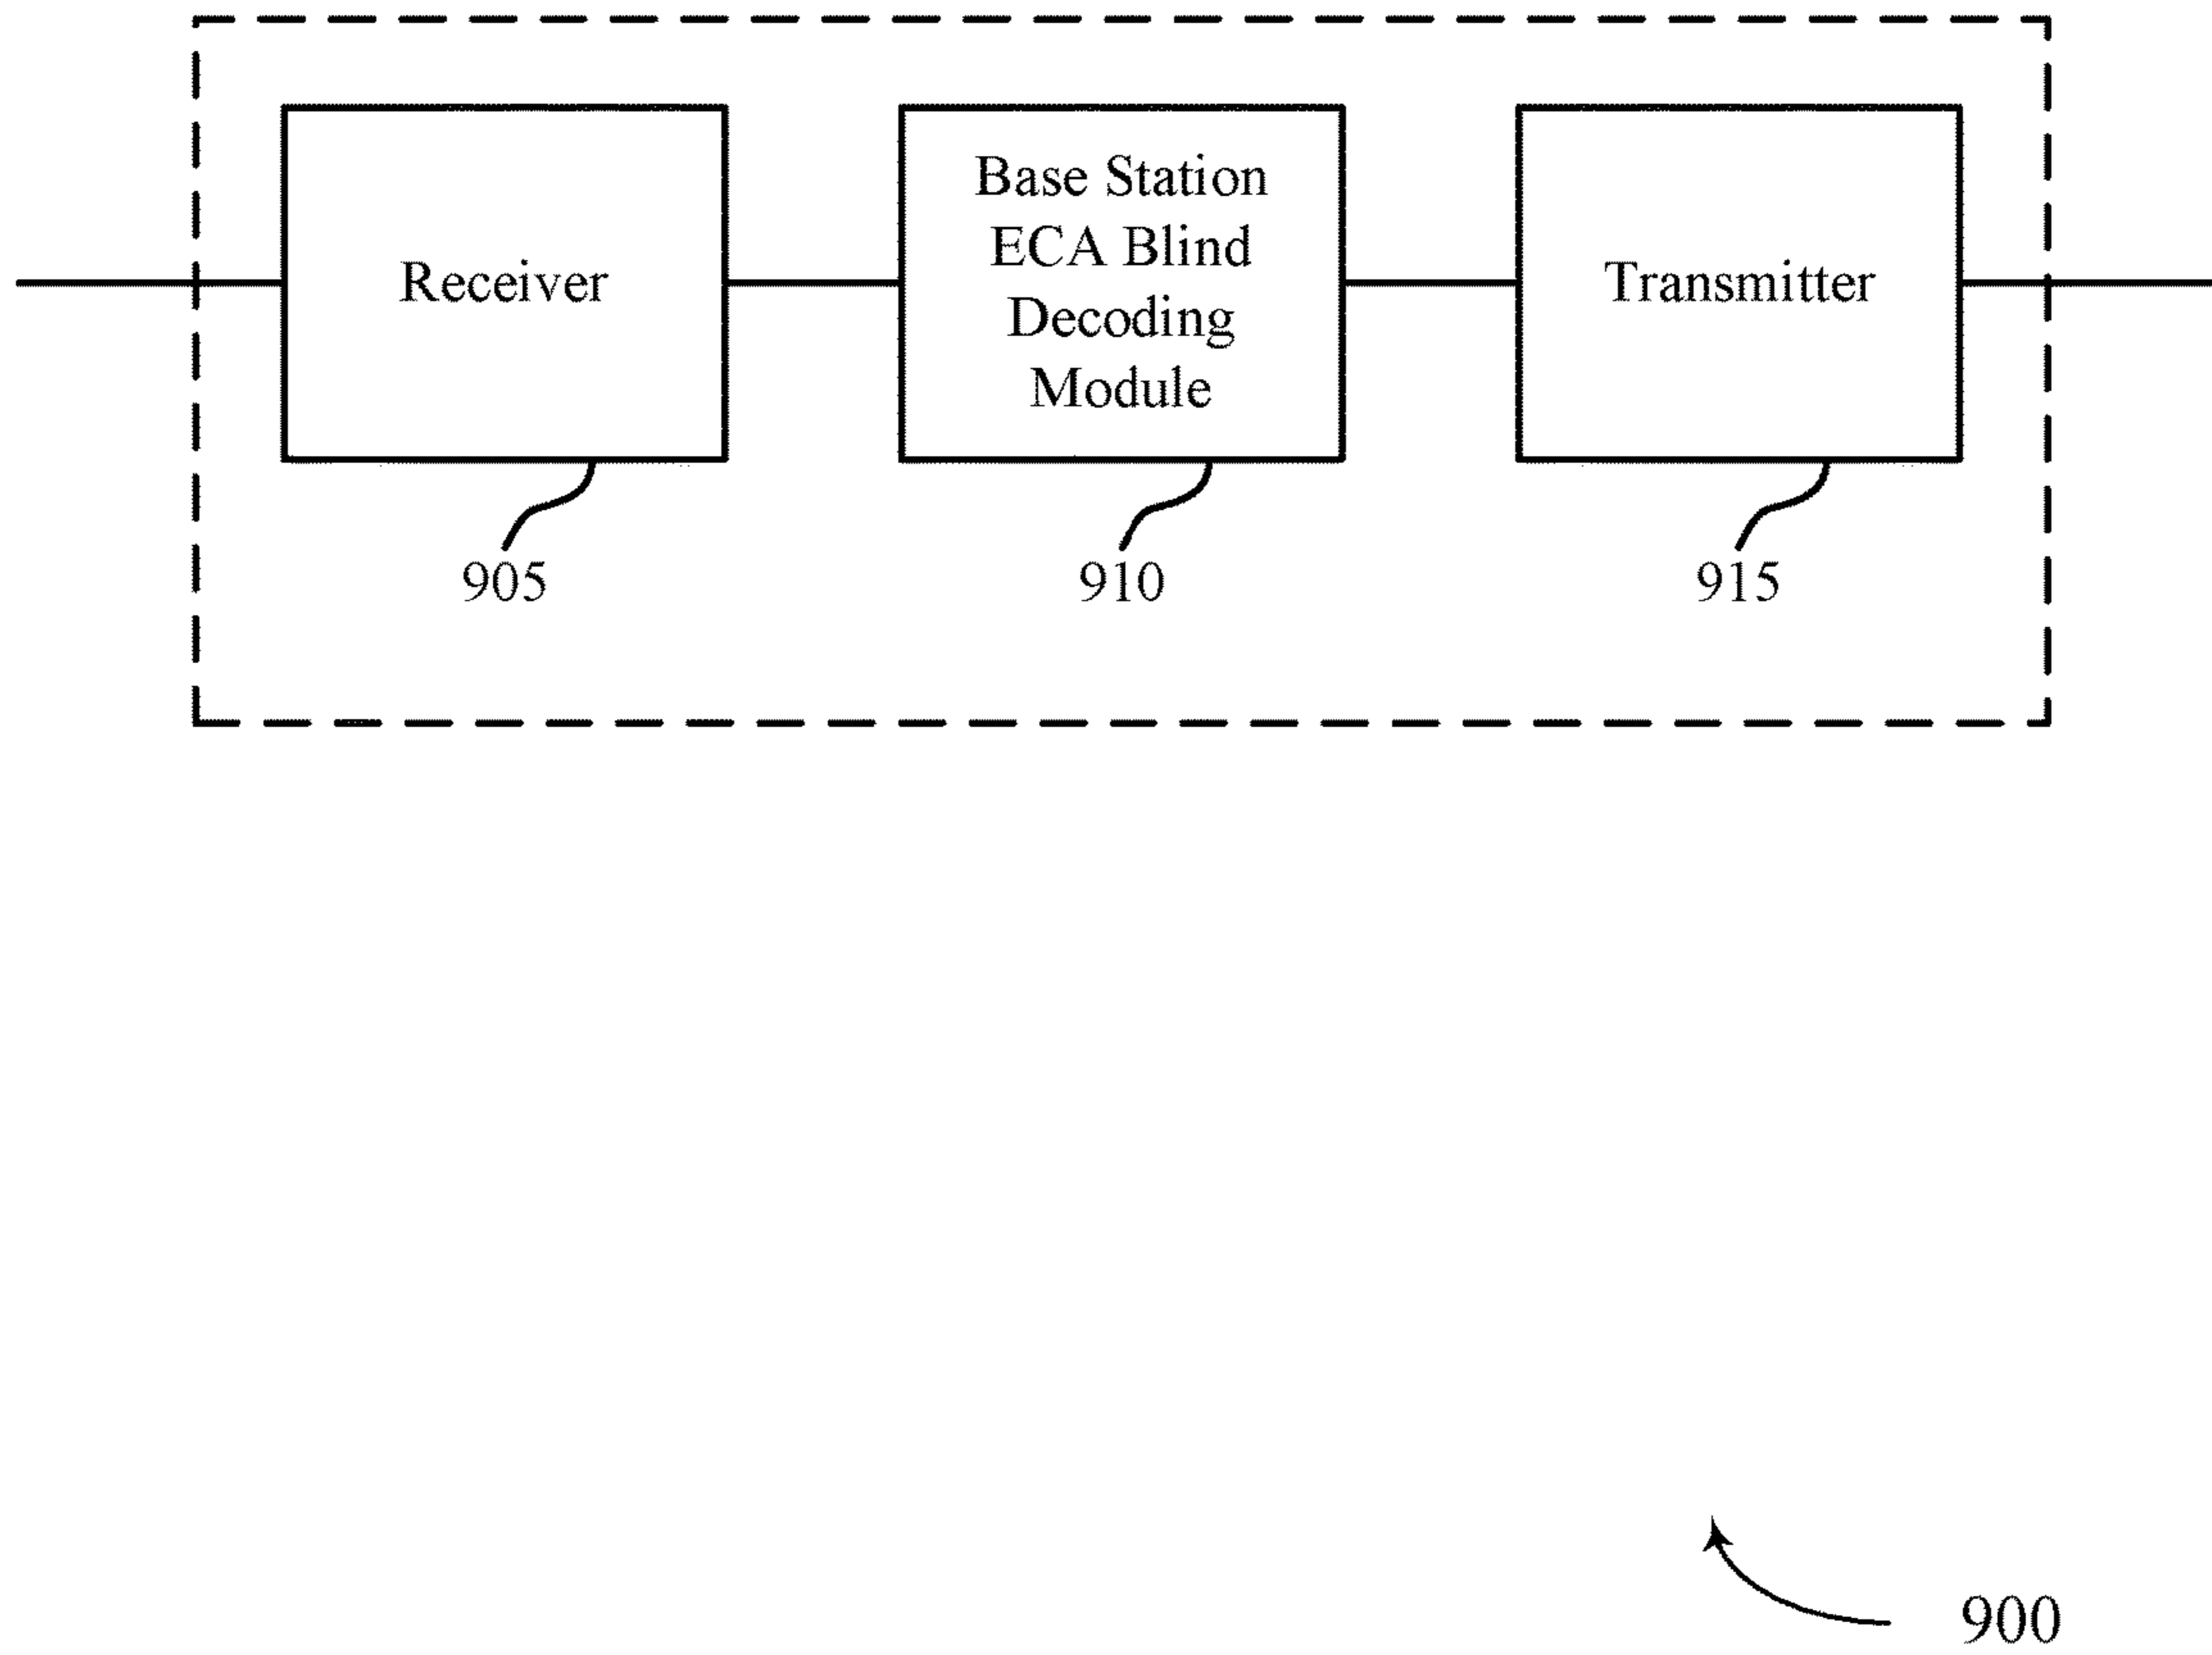 Receiver
Base Station
ECA Blind
Decoding
Module
Transmitter
905
910
915
900